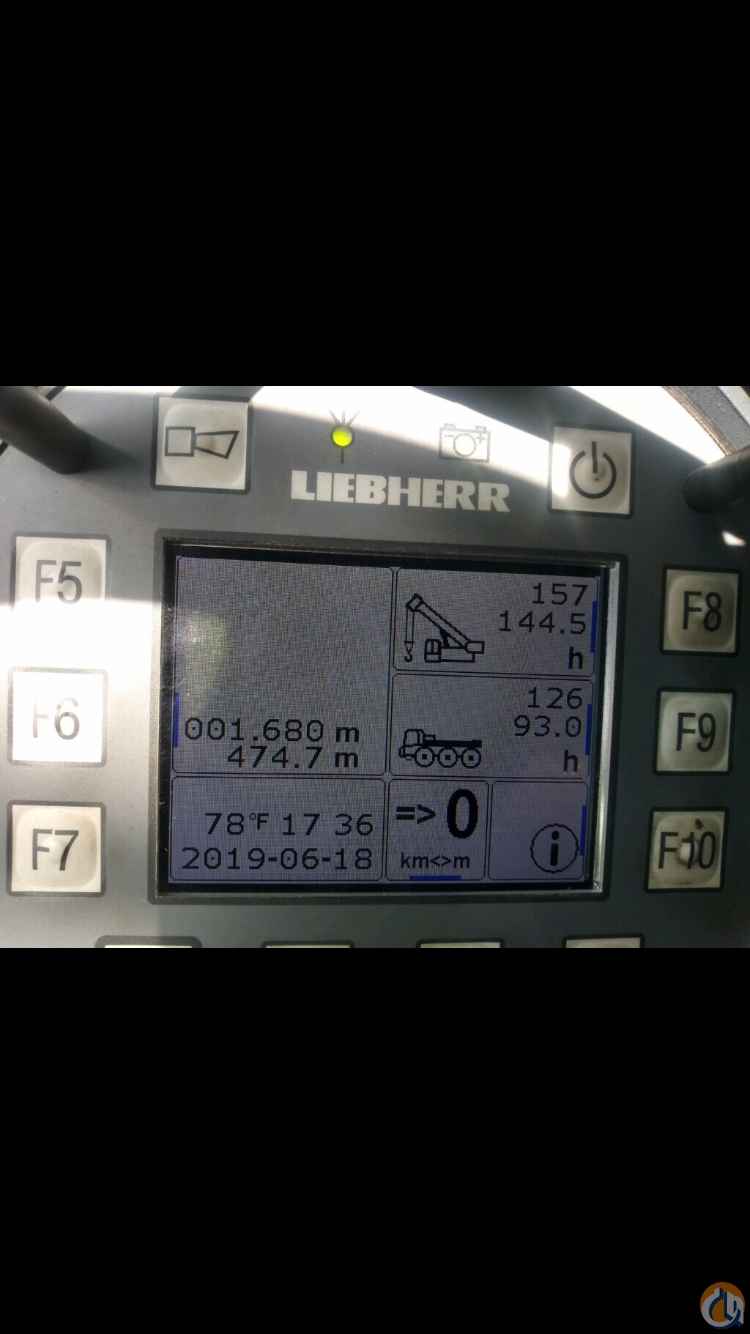 LIEBHERR
F5
F6
F7
F8
F9
F10
157
144.5
h
126
93.0
h
001.680 m
474.7 m
78°F 17 36
2019-06-18
=> 0
km<>m
i